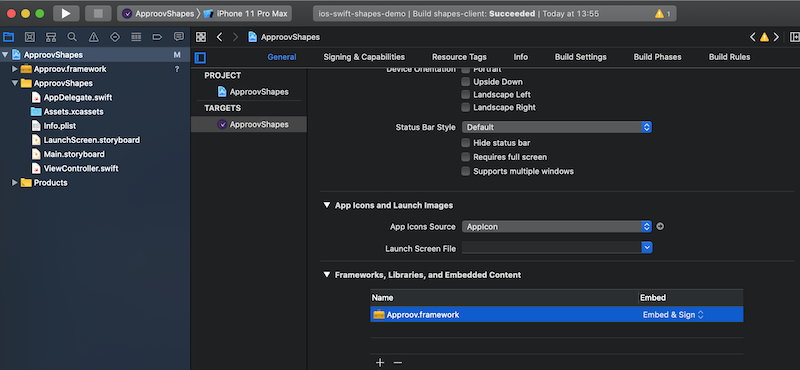 ApproovShapes iPhone 11 Pro Max
ios-swift-shapes-demo | Build shapes-client: Succeeded | Today at 13:55
1
ApproovShapes M
Approov.framework ?
ApproovShapes
AppDelegate.swift
Assets.xcassets
Info.plist
LaunchScreen.storyboard
Main.storyboard
ViewController.swift
Products
ApproovShapes
General Signing & Capabilities Resource Tags Info Build Settings Build Phases Build Rules
PROJECT
ApproovShapes
TARGETS
ApproovShapes
Device Orientation Portrait
Upside Down
Landscape Left
Landscape Right
Status Bar Style Default
Hide status bar
Requires full screen
Supports multiple windows
App Icons and Launch Images
App Icons Source AppIcon
Launch Screen File
Frameworks, Libraries, and Embedded Content
Name Embed
Approov.framework Embed & Sign